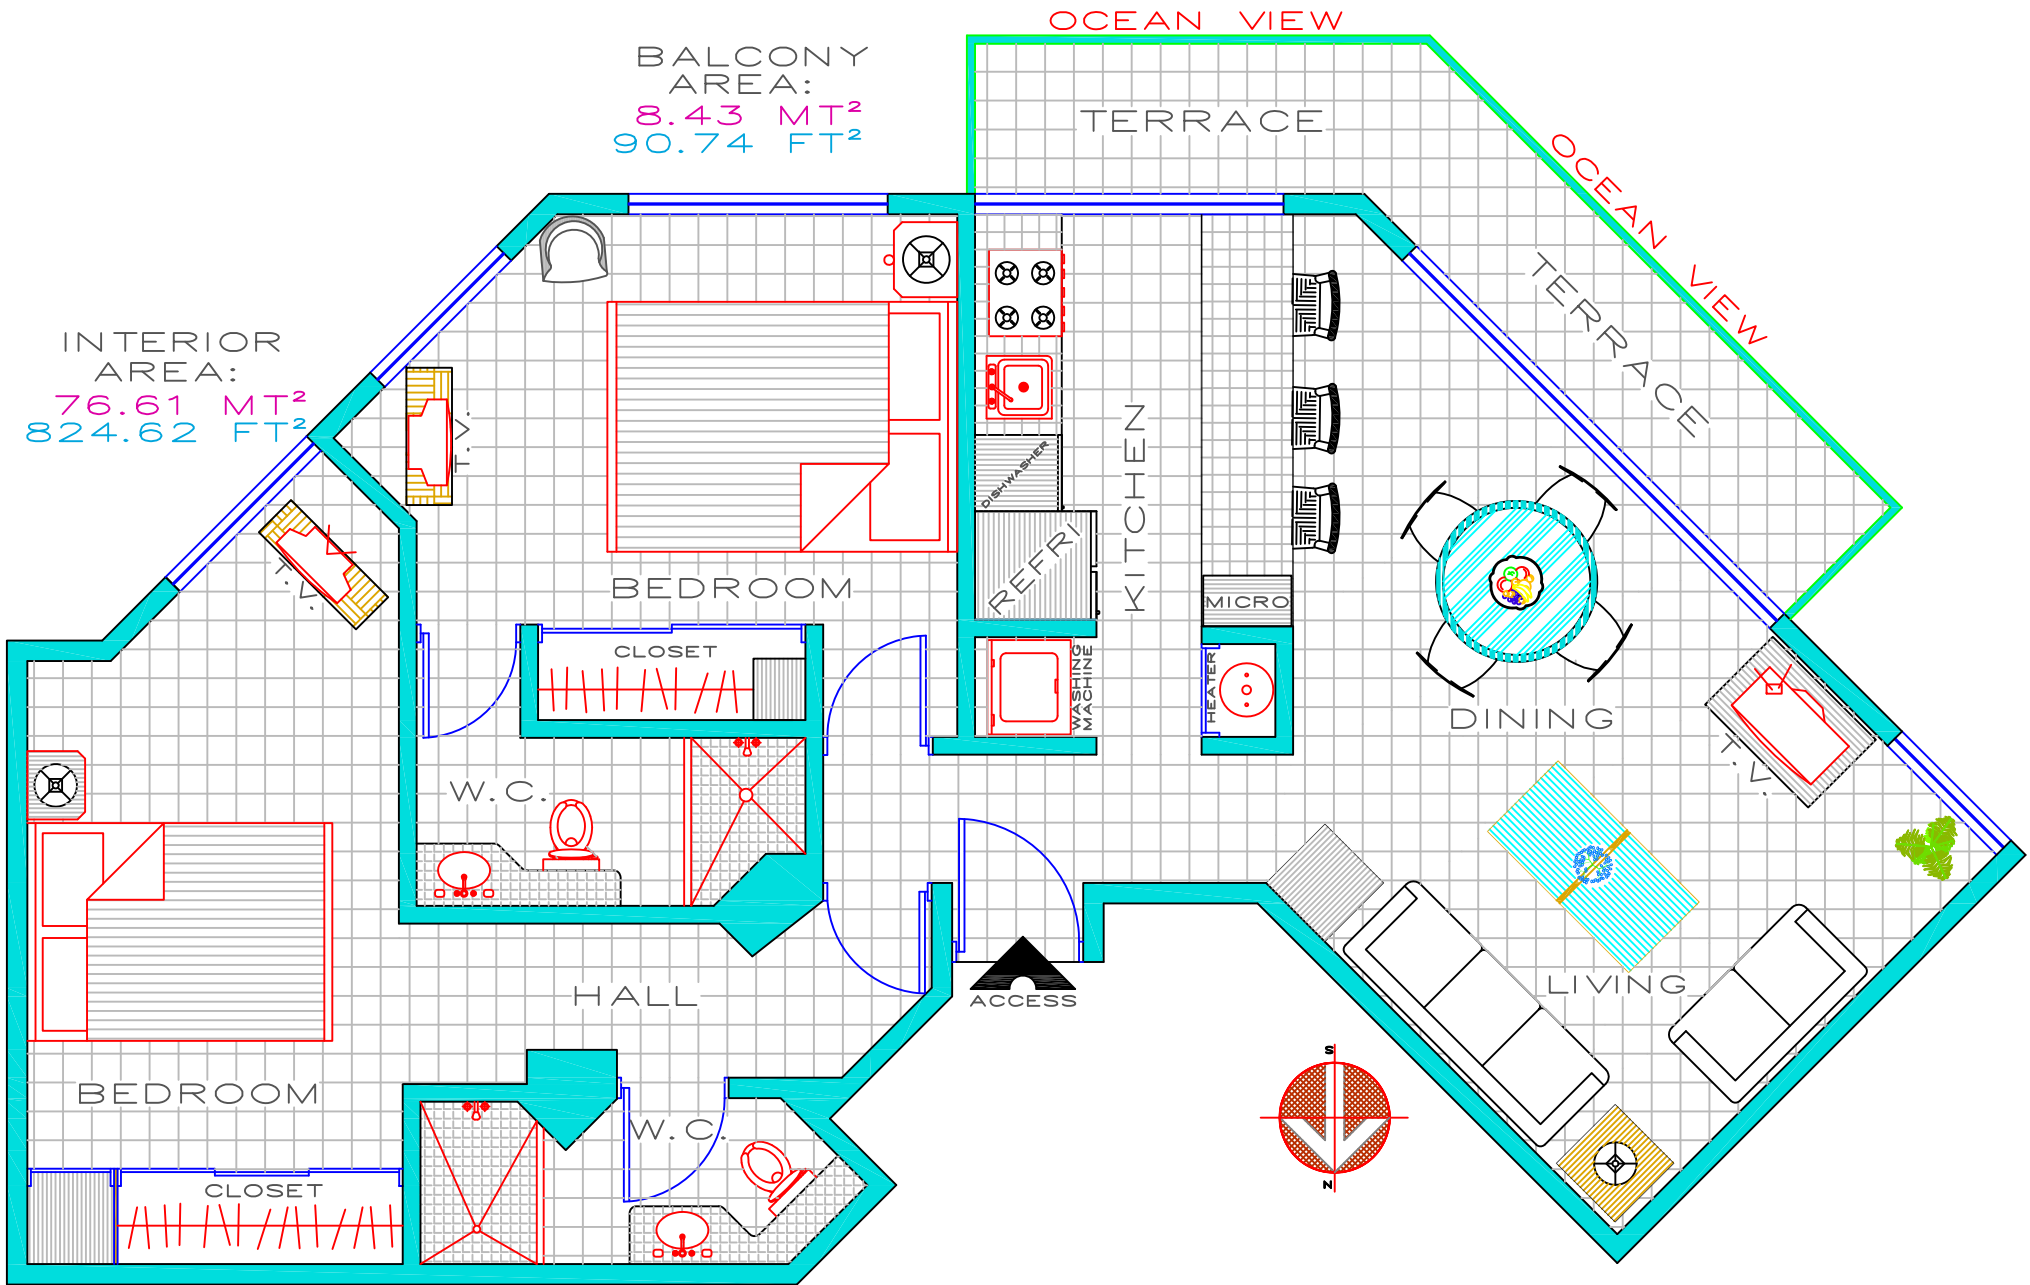 OCEAN VIEW
BALCONY
AREA:
8.43 MT²
90.74 FT²
TERRACE
OCEAN VIEW
TERRACE
INTERIOR
AREA:
76.61 MT²
824.62 FT²
T.V.
T.V.
KITCHEN
DISHWASHER
REFRI
BEDROOM
MICRO
CLOSET
WASHING
MACHINE
HEATER
DINING
T.V.
W.C.
LIVING
HALL
ACCESS
S
N
BEDROOM
W.C.
CLOSET